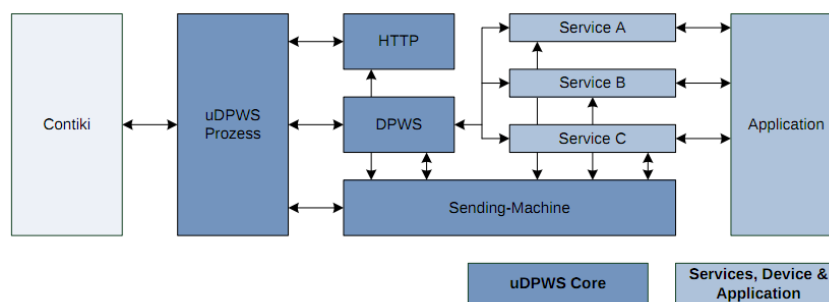 HTTP
Service A
Service B
Contiki
uDPWS
Prozess
DPWS
Application
Service C
Sending-Machine
uDPWS Core
Services, Device &
Application